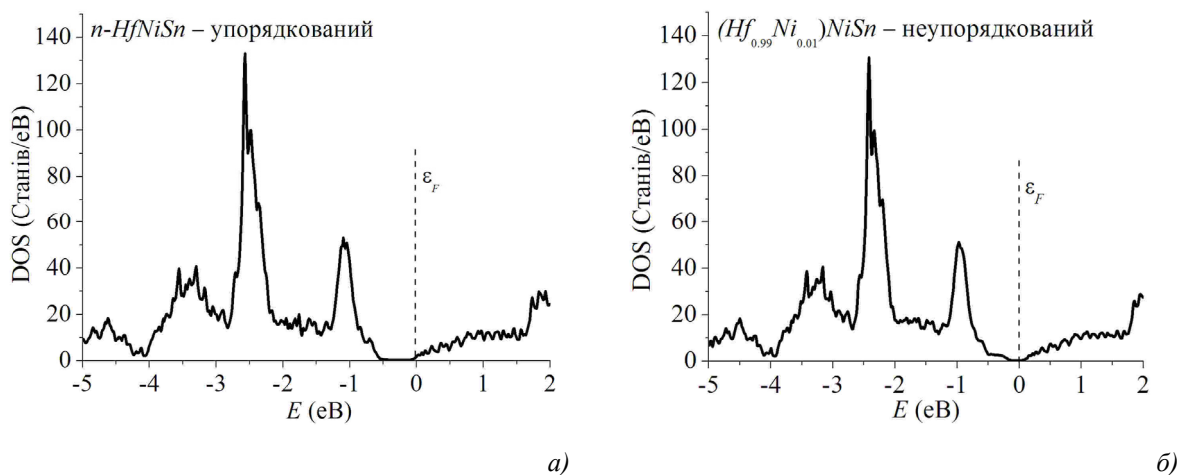 n-HfNiSn – упорядкований
DOS (Станів/еВ)
140
120
100
80
60
40
20
0
ε_F
-5 -4 -3 -2 -1 0 1 2
E (еВ)
а)
(Hf₀.₉₉Ni₀.₀₁)NiSn – неупорядкований
DOS (Станів/еВ)
140
120
100
80
60
40
20
0
ε_F
-5 -4 -3 -2 -1 0 1 2
E (еВ)
б)